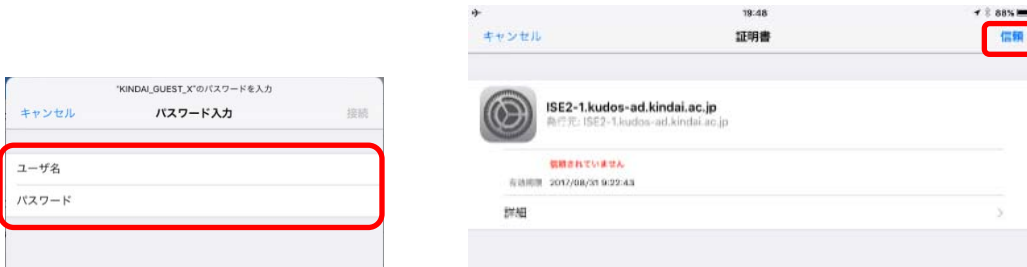 "KINDAI_GUEST_X"のパスワードを入力
キャンセル パスワード入力 接続
ユーザ名
パスワード
19:48 88%
キャンセル 証明書 信頼
ISE2-1.kudos-ad.kindai.ac.jp
発行元: ISE2-1.kudos-ad.kindai.ac.jp
信頼されていません
有効期限 2017/08/31 9:22:43
詳細